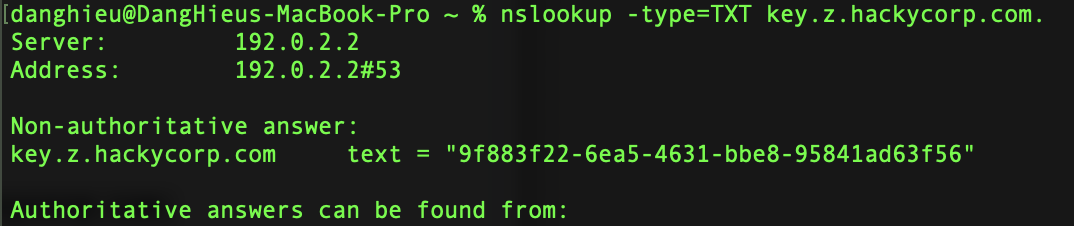 [danghieu@DangHieus-MacBook-Pro ~ % nslookup -type=TXT key.z.hackycorp.com.
Server:		192.0.2.2
Address:	192.0.2.2#53
Non-authoritative answer:
key.z.hackycorp.com	text = "9f883f22-6ea5-4631-bbe8-95841ad63f56"
Authoritative answers can be found from: